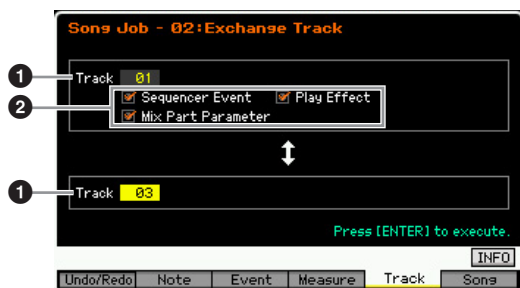 Song Job - 02:Exchange Track
1 Track 01
2 Sequencer Event Play Effect
Mix Part Parameter
1 Track 03
Press [ENTER] to execute.
INFO
Undo/Redo Note Event Measure Track Song